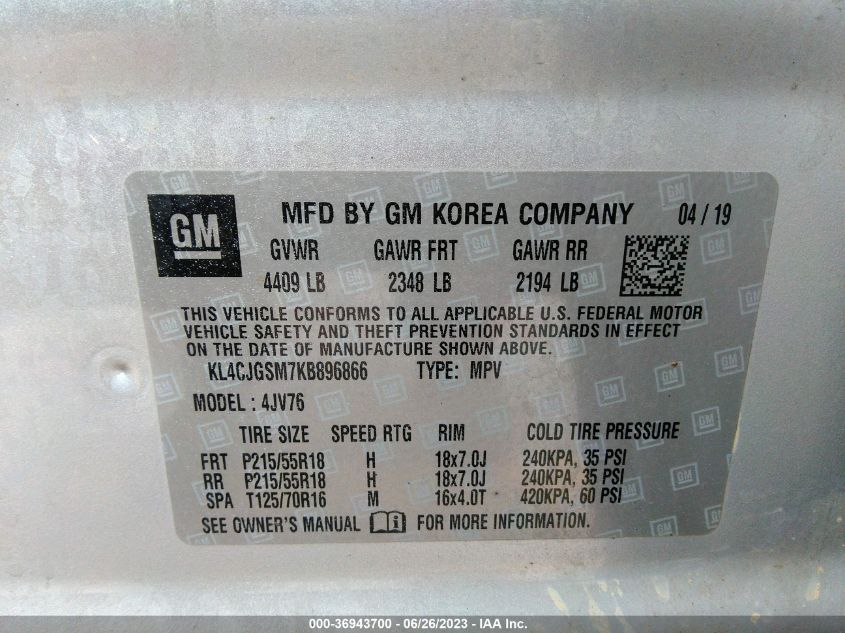 GM
MFD BY GM KOREA COMPANY 04 / 19
GVWR GAWR FRT GAWR RR
4409 LB 2348 LB 2194 LB
THIS VEHICLE CONFORMS TO ALL APPLICABLE U.S. FEDERAL MOTOR
VEHICLE SAFETY AND THEFT PREVENTION STANDARDS IN EFFECT
ON THE DATE OF MANUFACTURE SHOWN ABOVE.
KL4CJGSM7KB896866 TYPE: MPV
MODEL : 4JV76
TIRE SIZE SPEED RTG RIM COLD TIRE PRESSURE
FRT P215/55R18 H 18x7.0J 240KPA, 35 PSI
RR P215/55R18 H 18x7.0J 240KPA, 35 PSI
SPA T125/70R16 M 16x4.0T 420KPA, 60 PSI
SEE OWNER'S MANUAL i FOR MORE INFORMATION.
000-36943700 - 06/26/2023 - IAA Inc.